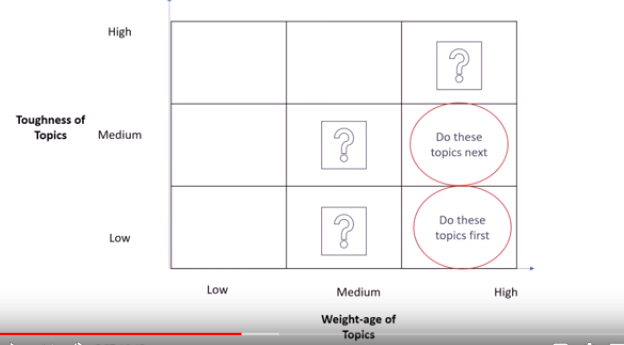 High
?
Toughness of
Topics
Medium
?
Do these
topics next
Low
?
Do these
topics first
Low
Medium
High
Weight-age of
Topics